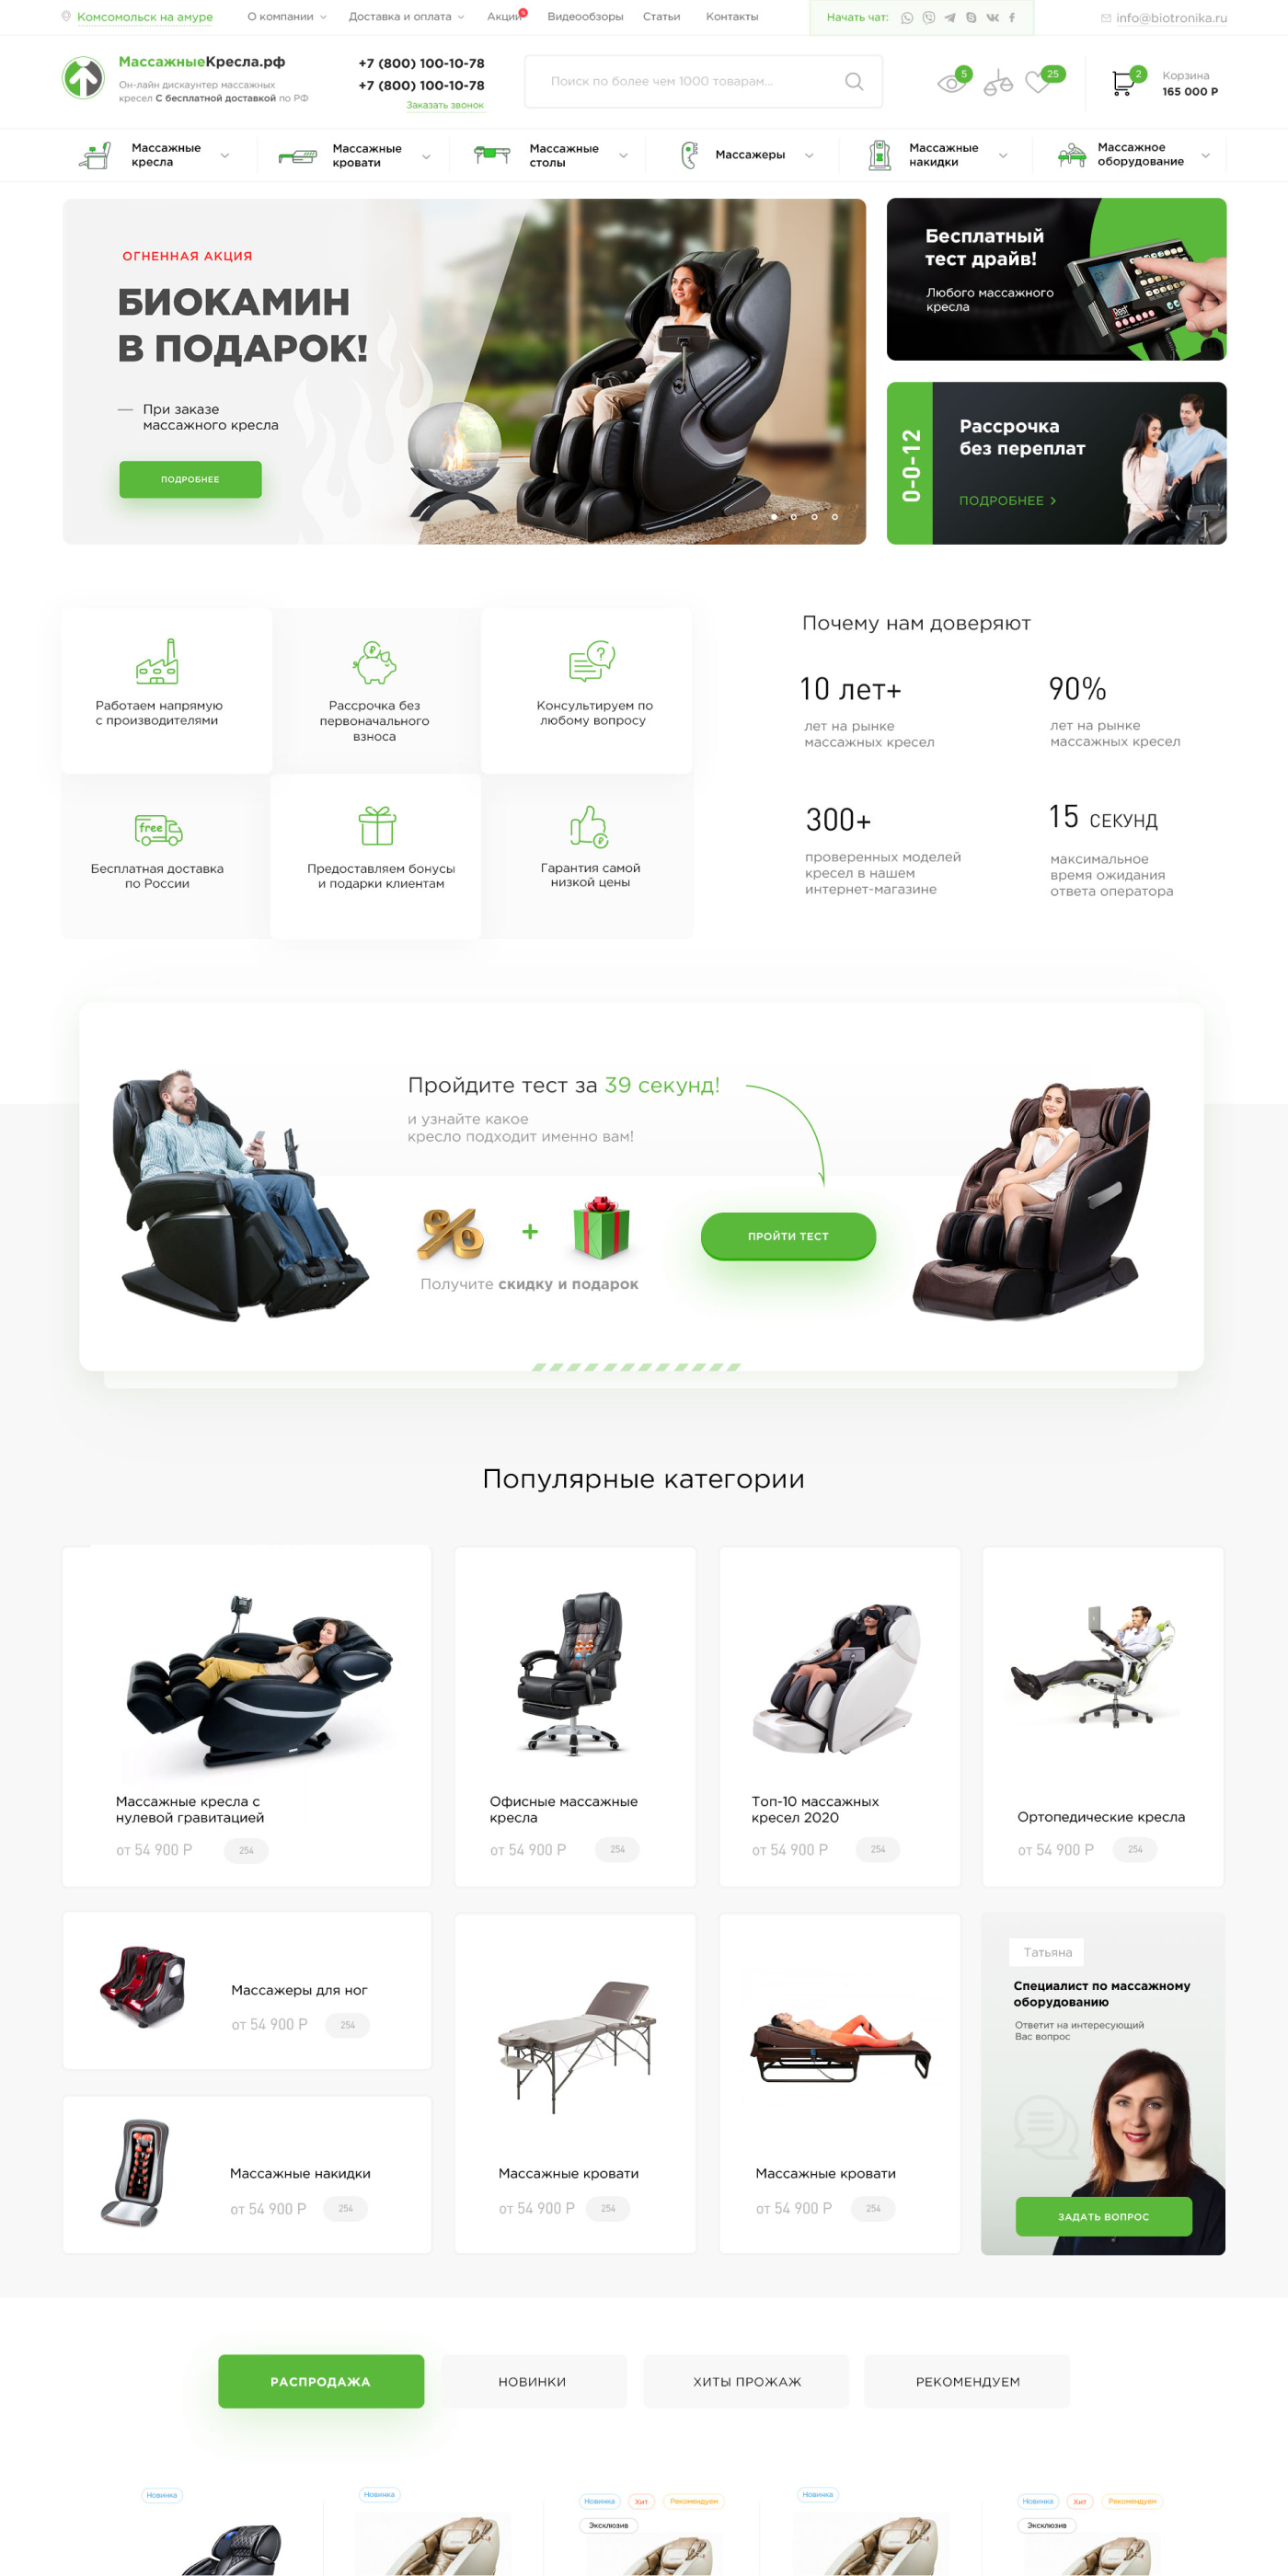 Комсомольск на амуре
О компании
Доставка и оплата
Акции
Видеообзоры
Статьи
Контакты
Начать чат:
info@biotronika.ru
МассажныеКресла.рф
Он-лайн дискаунтер массажных
кресел С бесплатной доставкой по РФ
+7 (800) 100-10-78
+7 (800) 100-10-78
Заказать звонок
Поиск по более чем 1000 товарам...
5
25
2
Корзина
165 000 Р
Массажные
кресла
Массажные
кровати
Массажные
столы
Массажеры
Массажные
накидки
Массажное
оборудование
ОГНЕННАЯ АКЦИЯ
БИОКАМИН
В ПОДАРОК!
При заказе
массажного кресла
ПОДРОБНЕЕ
Бесплатный
тест драйв!
Любого массажного
кресла
0-0-12
Рассрочка
без переплат
ПОДРОБНЕЕ
Работаем напрямую
с производителями
Рассрочка без
первоначального
взноса
Консультируем по
любому вопросу
free
Бесплатная доставка
по России
Предоставляем бонусы
и подарки клиентам
Гарантия самой
низкой цены
Почему нам доверяют
10 лет+
лет на рынке
массажных кресел
90%
лет на рынке
массажных кресел
300+
проверенных моделей
кресел в нашем
интернет-магазине
15 СЕКУНД
максимальное
время ожидания
ответа оператора
Пройдите тест за 39 секунд!
и узнайте какое
кресло подходит именно вам!
%
+
Получите скидку и подарок
ПРОЙТИ ТЕСТ
Популярные категории
Массажные кресла с
нулевой гравитацией
от 54 900 Р
254
Офисные массажные
кресла
от 54 900 Р
254
Топ-10 массажных
кресел 2020
от 54 900 Р
254
Ортопедические кресла
от 54 900 Р
254
Массажеры для ног
от 54 900 Р
254
Массажные накидки
от 54 900 Р
254
Массажные кровати
от 54 900 Р
254
Массажные кровати
от 54 900 Р
254
Татьяна
Специалист по массажному
оборудованию
Ответит на интересующий
Вас вопрос
ЗАДАТЬ ВОПРОС
РАСПРОДАЖА
НОВИНКИ
ХИТЫ ПРОЖАЖ
РЕКОМЕНДУЕМ
Новинка
Новинка
Новинка
Хит
Рекомендуем
Эксклюзив
Новинка
Новинка
Хит
Рекомендуем
Эксклюзив